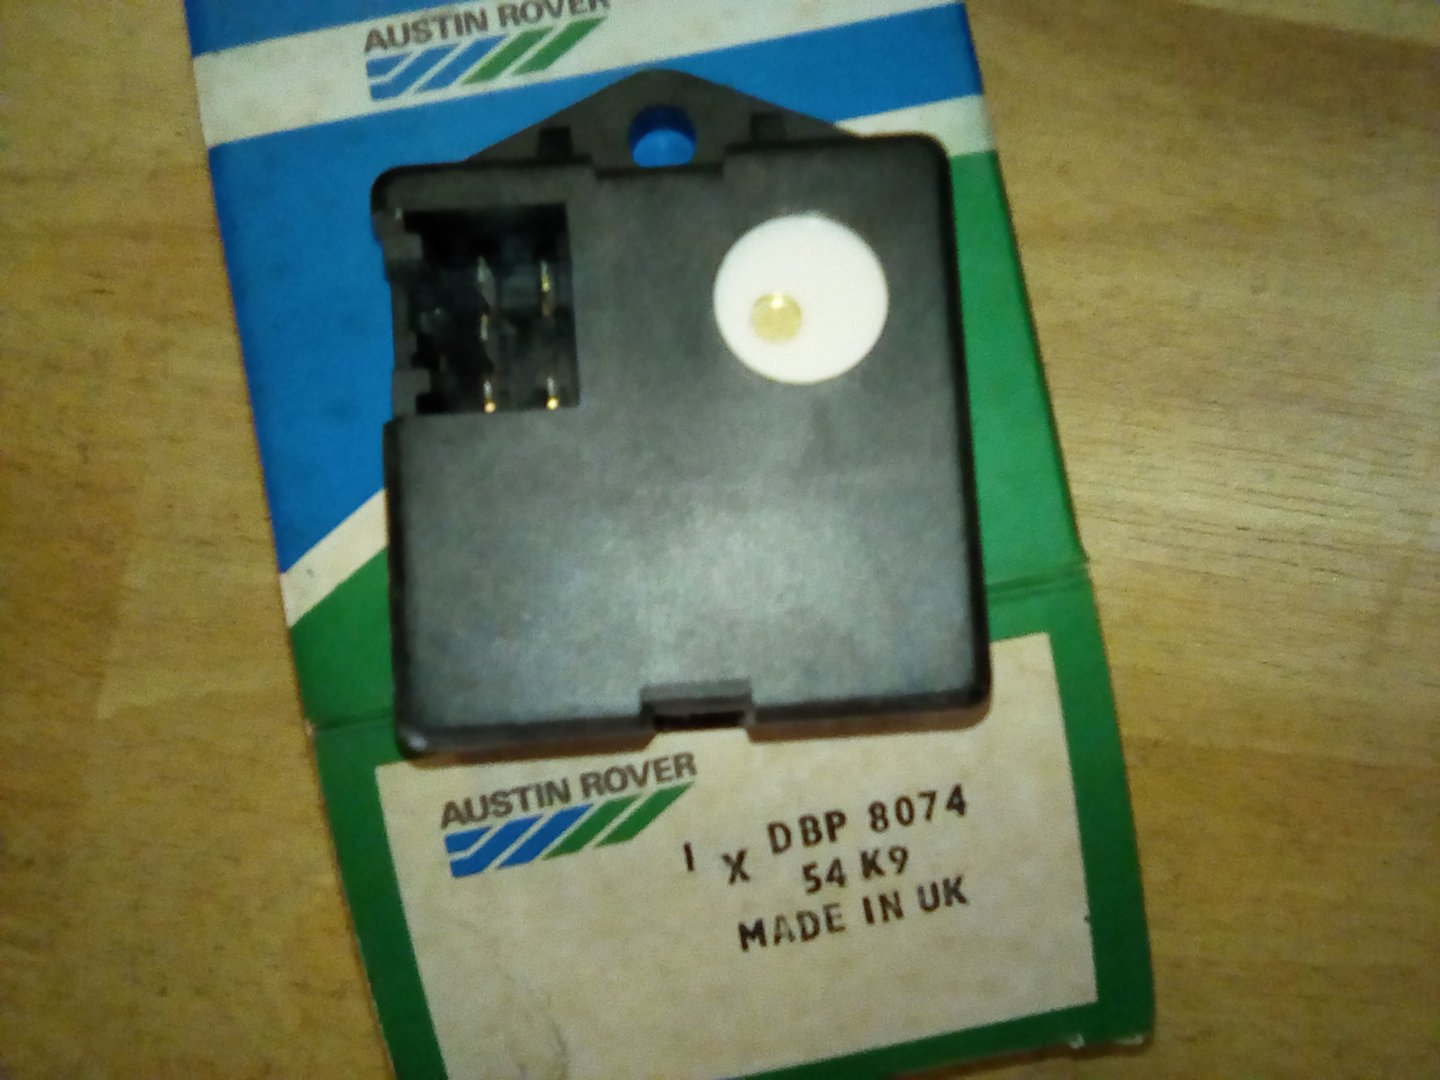 AUSTIN ROVER
AUSTIN ROVER
1 X DBP 8074
54 K9
MADE IN UK